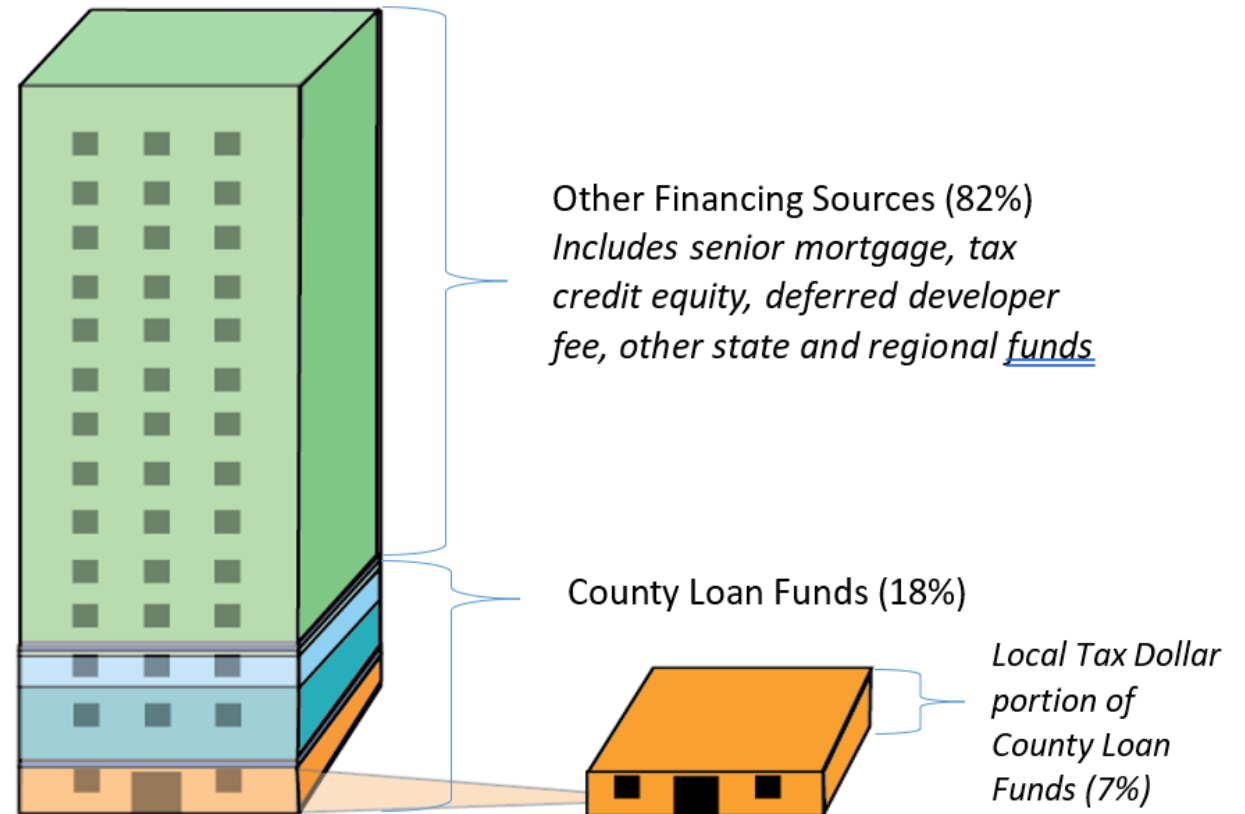 Other Financing Sources (82%)
Includes senior mortgage, tax
credit equity, deferred developer
fee, other state and regional funds
County Loan Funds (18%)
Local Tax Dollar
portion of
County Loan
Funds (7%)